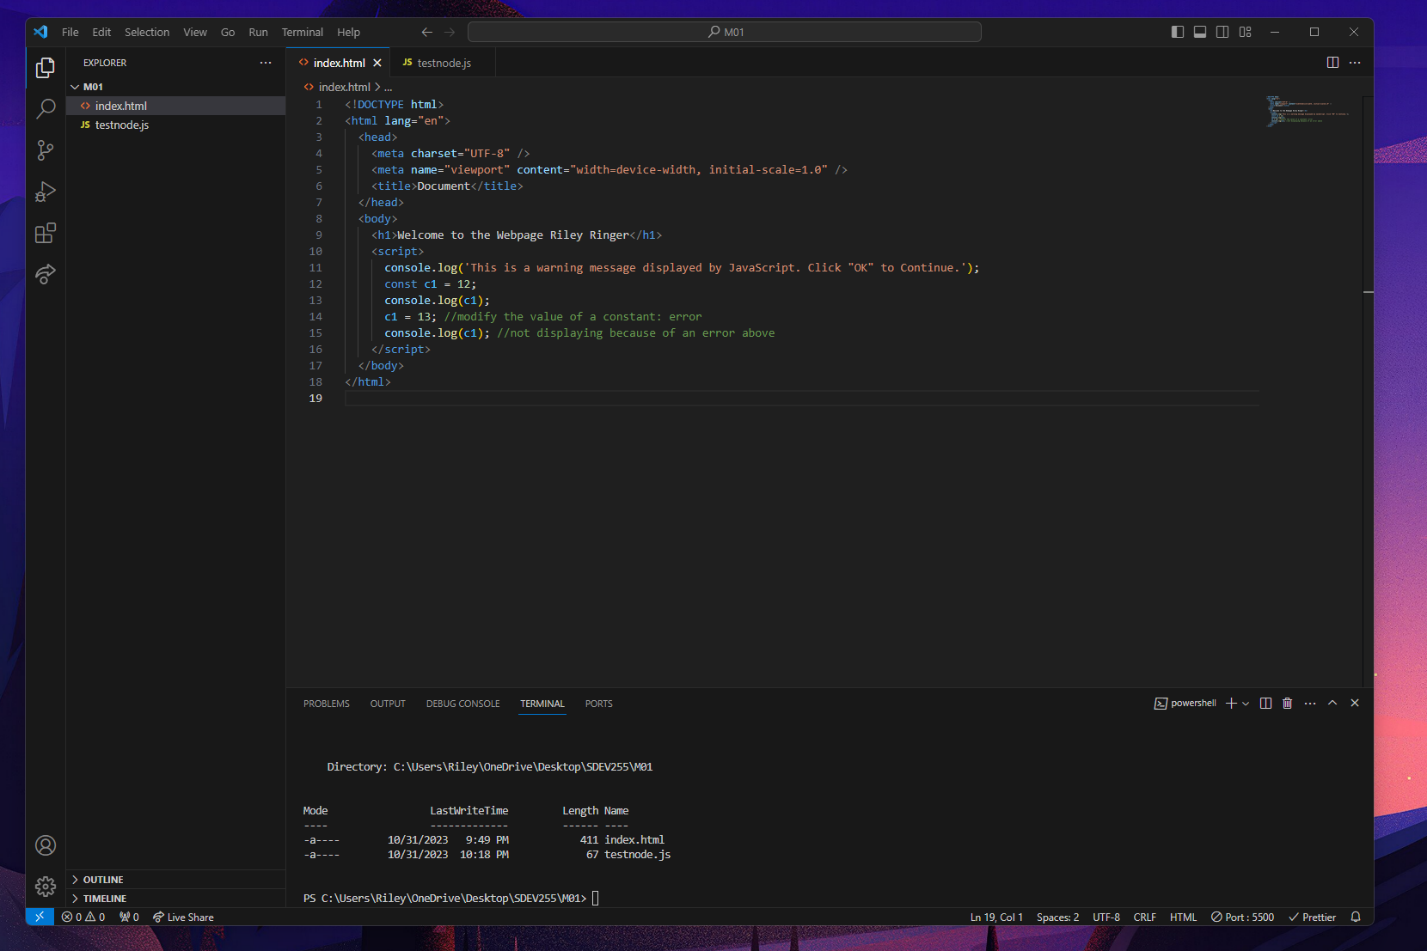 File Edit Selection View Go Run Terminal Help
M01
EXPLORER
M01
index.html
JS testnode.js
index.html
JS testnode.js
index.html > ...
1 <!DOCTYPE html>
2 <html lang="en">
3 <head>
4 <meta charset="UTF-8" />
5 <meta name="viewport" content="width=device-width, initial-scale=1.0" />
6 <title>Document</title>
7 </head>
8 <body>
9 <h1>Welcome to the Webpage Riley Ringer</h1>
10 <script>
11 console.log('This is a warning message displayed by JavaScript. Click "OK" to Continue.');
12 const c1 = 12;
13 console.log(c1);
14 c1 = 13; //modify the value of a constant: error
15 console.log(c1); //not displaying because of an error above
16 </script>
17 </body>
18 </html>
19
PROBLEMS OUTPUT DEBUG CONSOLE TERMINAL PORTS
powershell
Directory: C:\Users\Riley\OneDrive\Desktop\SDEV255\M01
Mode LastWriteTime Length Name
---- ------------- ------ ----
-a---- 10/31/2023 9:49 PM 411 index.html
-a---- 10/31/2023 10:18 PM 67 testnode.js
PS C:\Users\Riley\OneDrive\Desktop\SDEV255\M01>
OUTLINE
TIMELINE
0 0 0 Live Share
Ln 19, Col 1 Spaces: 2 UTF-8 CRLF HTML Port : 5500 Prettier